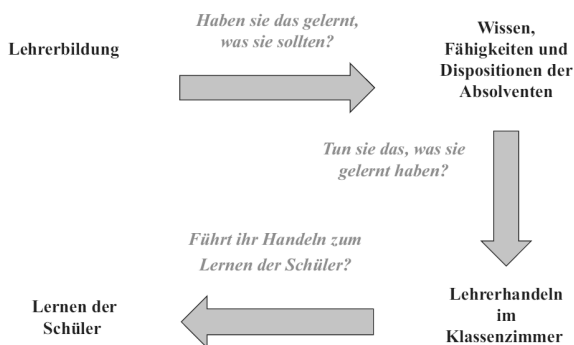 Lehrerbildung
Haben sie das gelernt,
was sie sollten?
Wissen,
Fähigkeiten und
Dispositionen der
Absolventen
Tun sie das, was sie
gelernt haben?
Lehrerhandeln
im
Klassenzimmer
Führt ihr Handeln zum
Lernen der Schüler?
Lernen der
Schüler